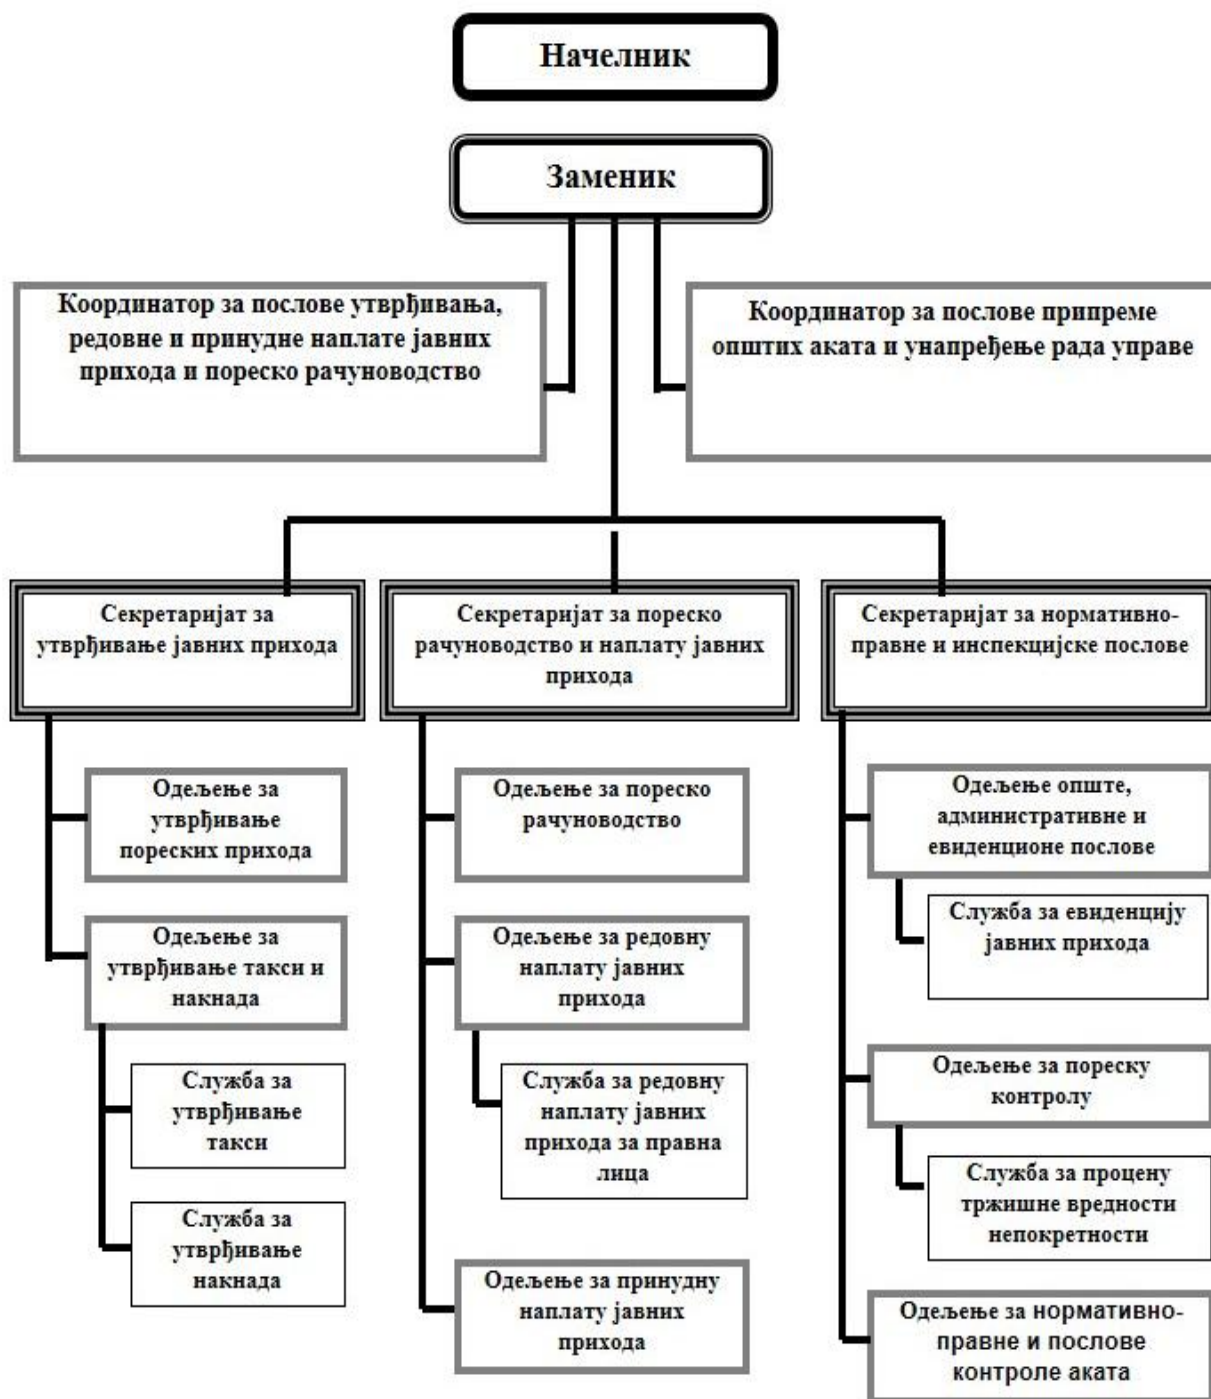 Начелник
Заменик
Координатор за послове утврђивања,
редовне и принудне наплате јавних
прихода и пореско рачуноводство
Координатор за послове припреме
општих аката и унапређење рада управе
Секретаријат за
утврђивање јавних прихода
Секретаријат за пореско
рачуноводство и наплату јавних
прихода
Секретаријат за нормативно-
правне и инспекцијске послове
Одељење за
утврђивање
пореских прихода
Одељење за
утврђивање такси и
накнада
Служба за
утврђивање
такси
Служба за
утврђивање
накнада
Одељење за пореско
рачуноводство
Одељење за редовну
наплату јавних
прихода
Служба за редовну
наплату јавних
прихода за правна
лица
Одељење за принудну
наплату јавних
прихода
Одељење опште,
административне и
евиденционе послове
Служба за евиденцију
јавних прихода
Одељење за пореску
контролу
Служба за процену
тржишне вредности
непокретности
Одељење за нормативно-
правне и послове
контроле аката